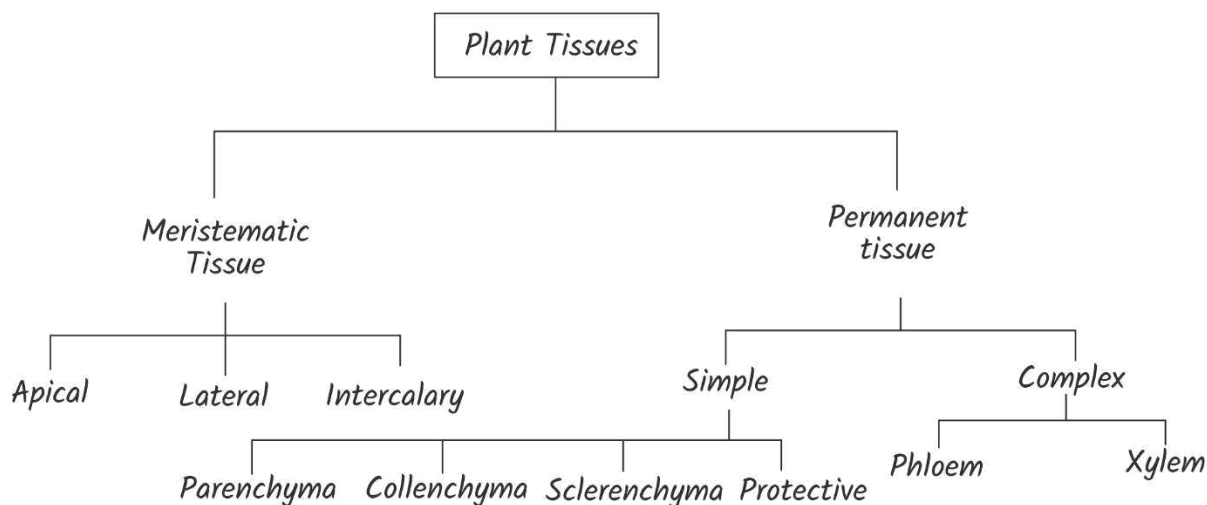 Plant Tissues
Meristematic
Tissue
Permanent
tissue
Apical
Lateral
Intercalary
Simple
Complex
Parenchyma
Collenchyma
Sclerenchyma
Protective
Phloem
Xylem